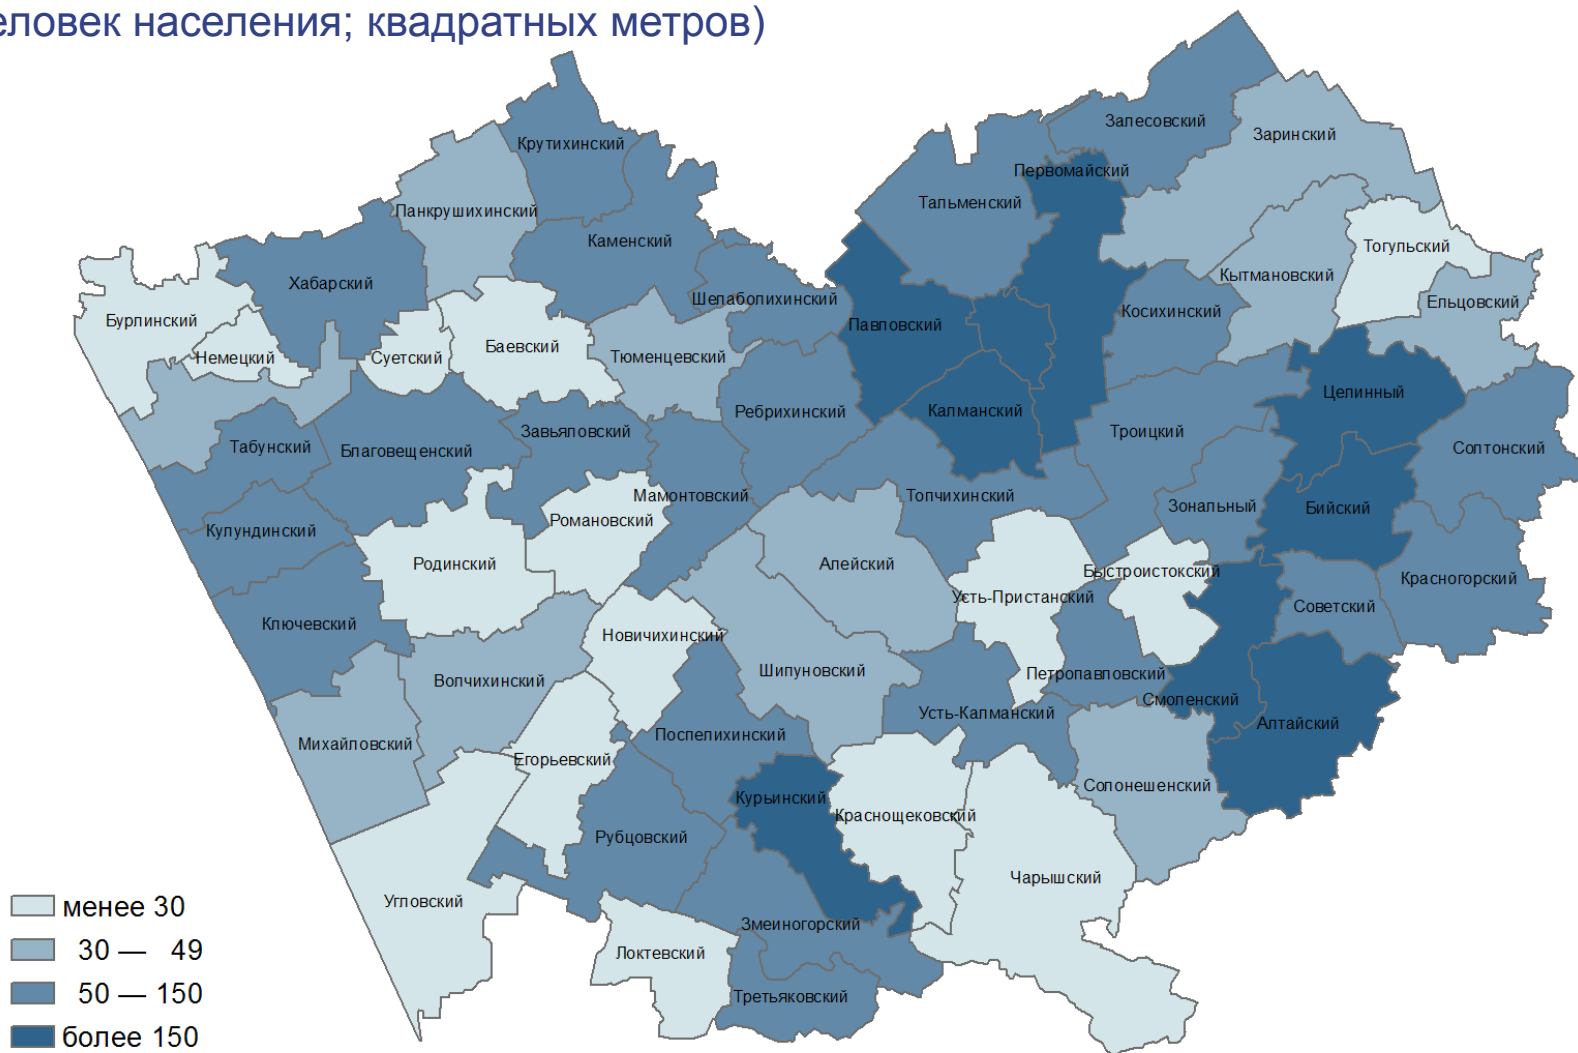 еловек населения; квадратных метров)
Залесовский
Заринский
Крутихинский
Первомайский
Тальменский
Панкрушихинский
Каменский
Тогульский
Кытмановский
Хабарский
Шелаболихинский
Ельцовский
Косихинский
Бурлинский
Павловский
Баевский
Немецкий
Суетский
Тюменцевский
Целинный
Ребрихинский
Калманский
Троицкий
Завьяловский
Табунский
Благовещенский
Солтонский
Мамонтовский
Топчихинский
Зональный
Бийский
Романовский
Кулундинский
Родинский
Алейский
Быстроистокский
Красногорский
Усть-Пристанский
Советский
Ключевский
Новичихинский
Шипуновский
Петропавловский
Волчихинский
Смоленский
Усть-Калманский
Алтайский
Поспелихинский
Михайловский
Егорьевский
Солонешенский
Курьинский
Краснощековский
Рубцовский
Чарышский
Угловский
Змеиногорский
Локтевский
Третьяковский
менее 30
30 — 49
50 — 150
более 150